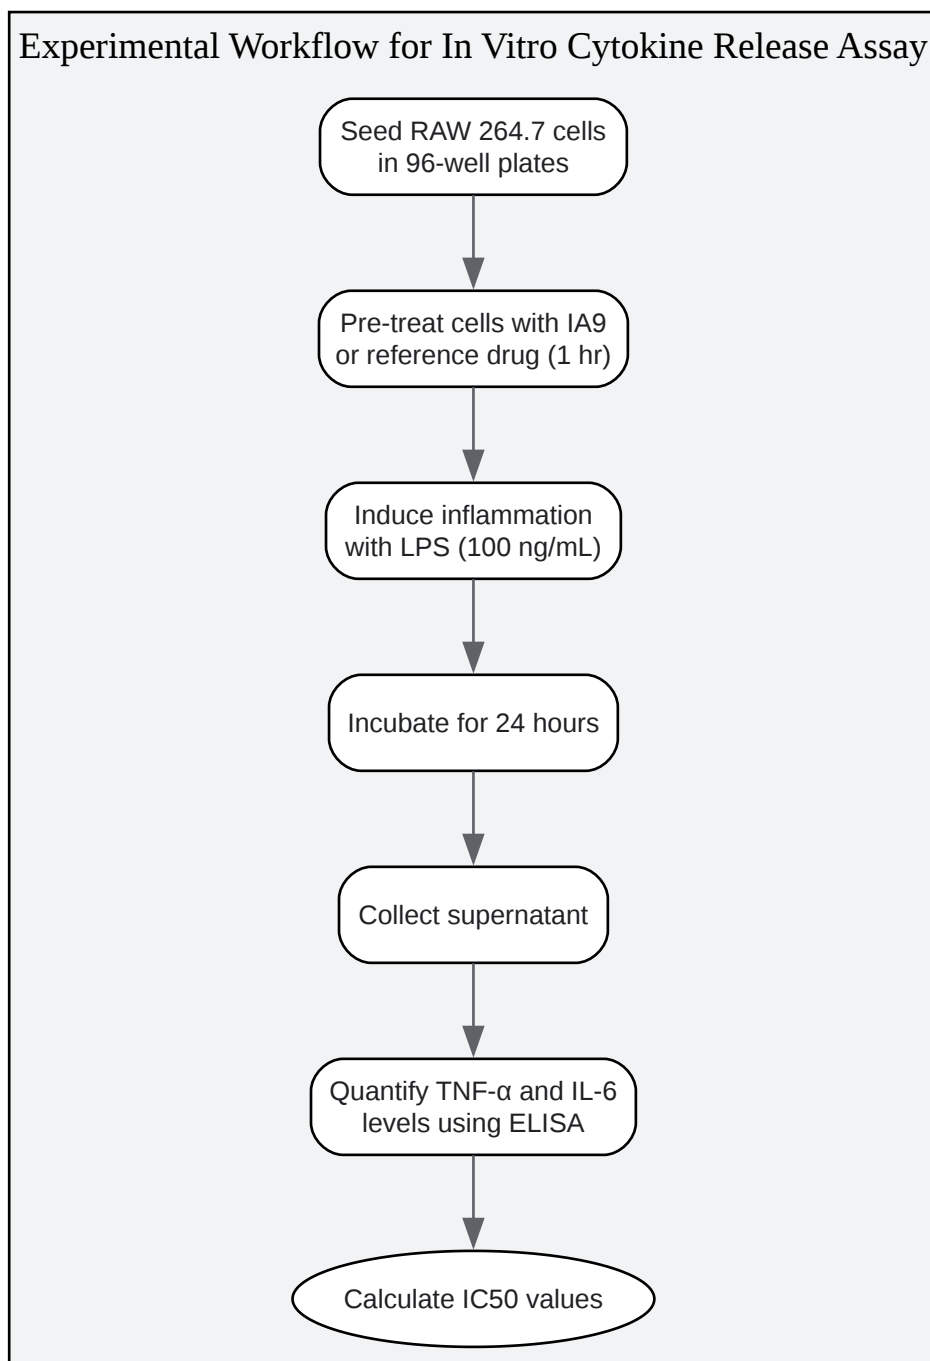 Experimental Workflow for In Vitro Cytokine Release Assay
Seed RAW 264.7 cells
in 96-well plates
Pre-treat cells with IA9
or reference drug (1 hr)
Induce inflammation
with LPS (100 ng/mL)
Incubate for 24 hours
Collect supernatant
Quantify TNF-α and IL-6
levels using ELISA
Calculate IC50 values